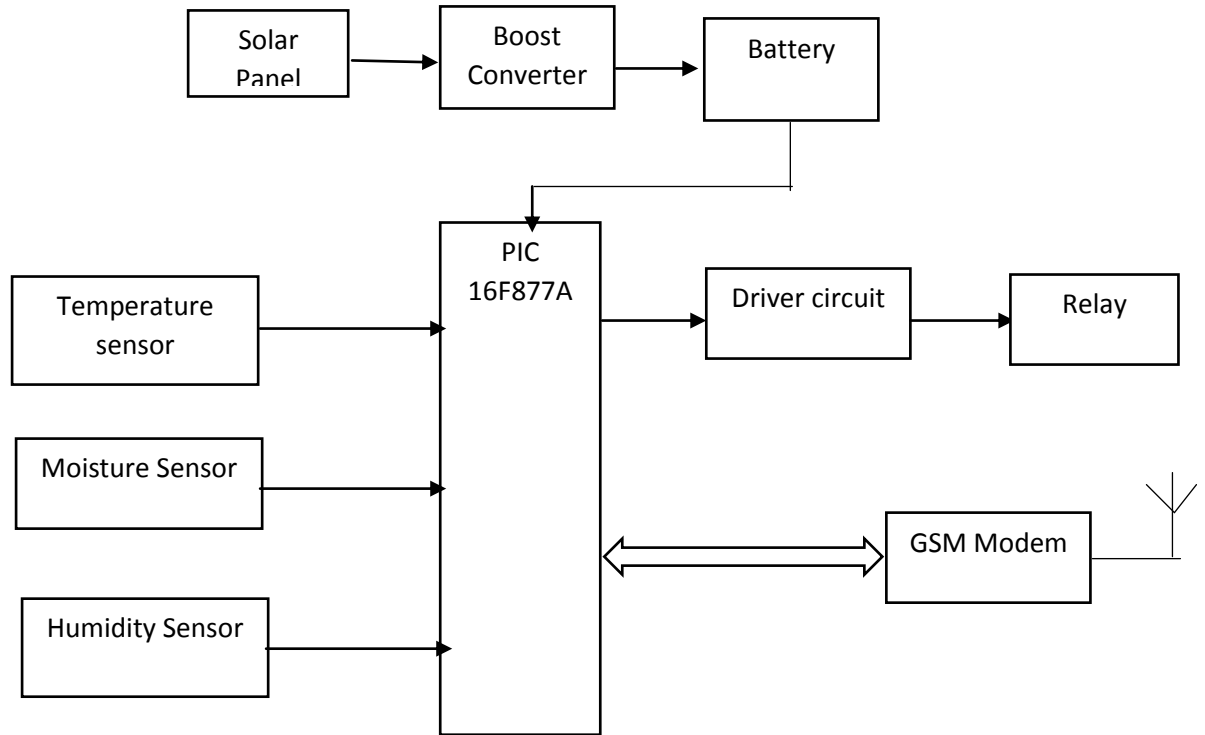 Solar
Panel
Boost
Converter
Battery
PIC
16F877A
Temperature
sensor
Driver circuit
Relay
Moisture Sensor
GSM Modem
Humidity Sensor